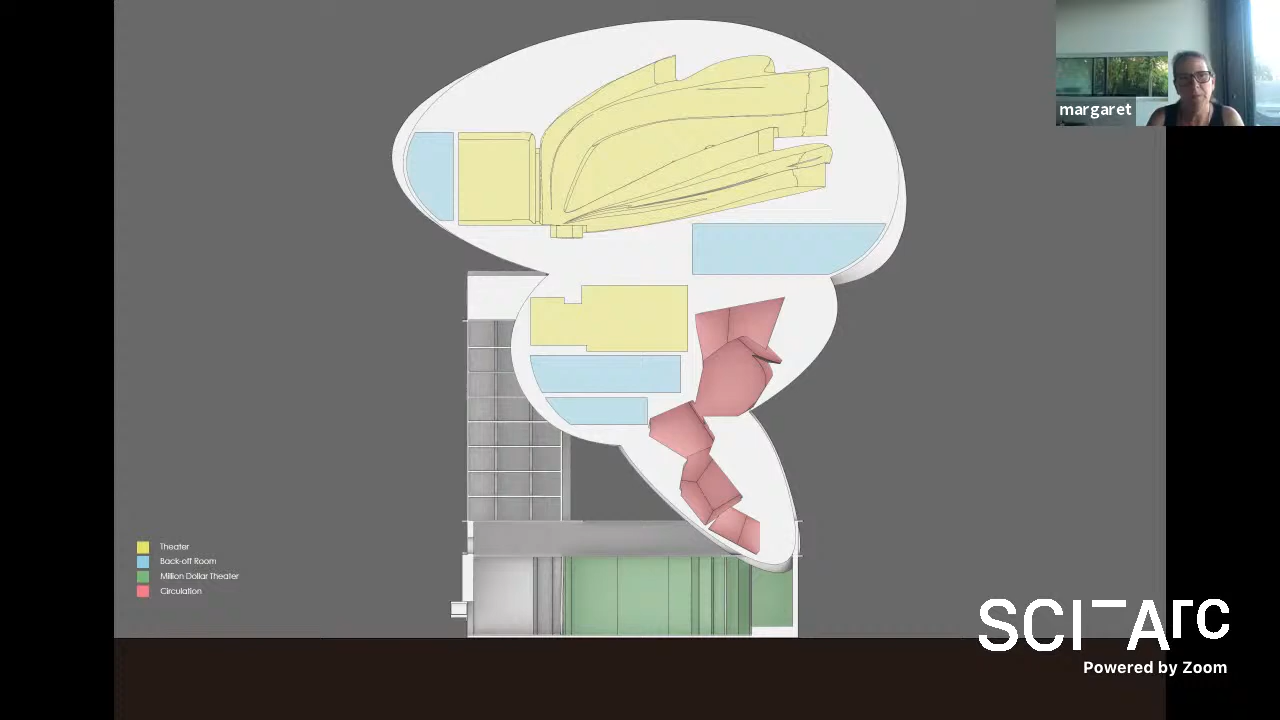 margaret
Theater
Back-off Room
Million Dollar Theater
Circulation
SCI-Arc
Powered by Zoom